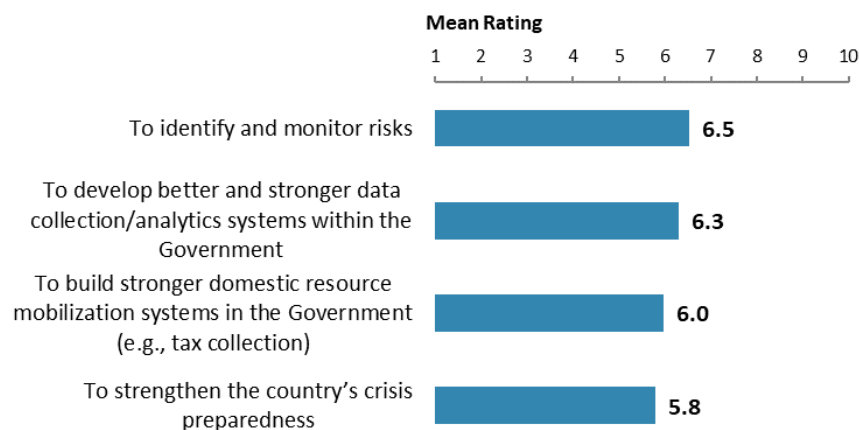 Mean Rating
1 2 3 4 5 6 7 8 9 10
To identify and monitor risks 6.5
To develop better and stronger data
collection/analytics systems within the 6.3
Government
To build stronger domestic resource
mobilization systems in the Government 6.0
(e.g., tax collection)
To strengthen the country’s crisis
preparedness 5.8